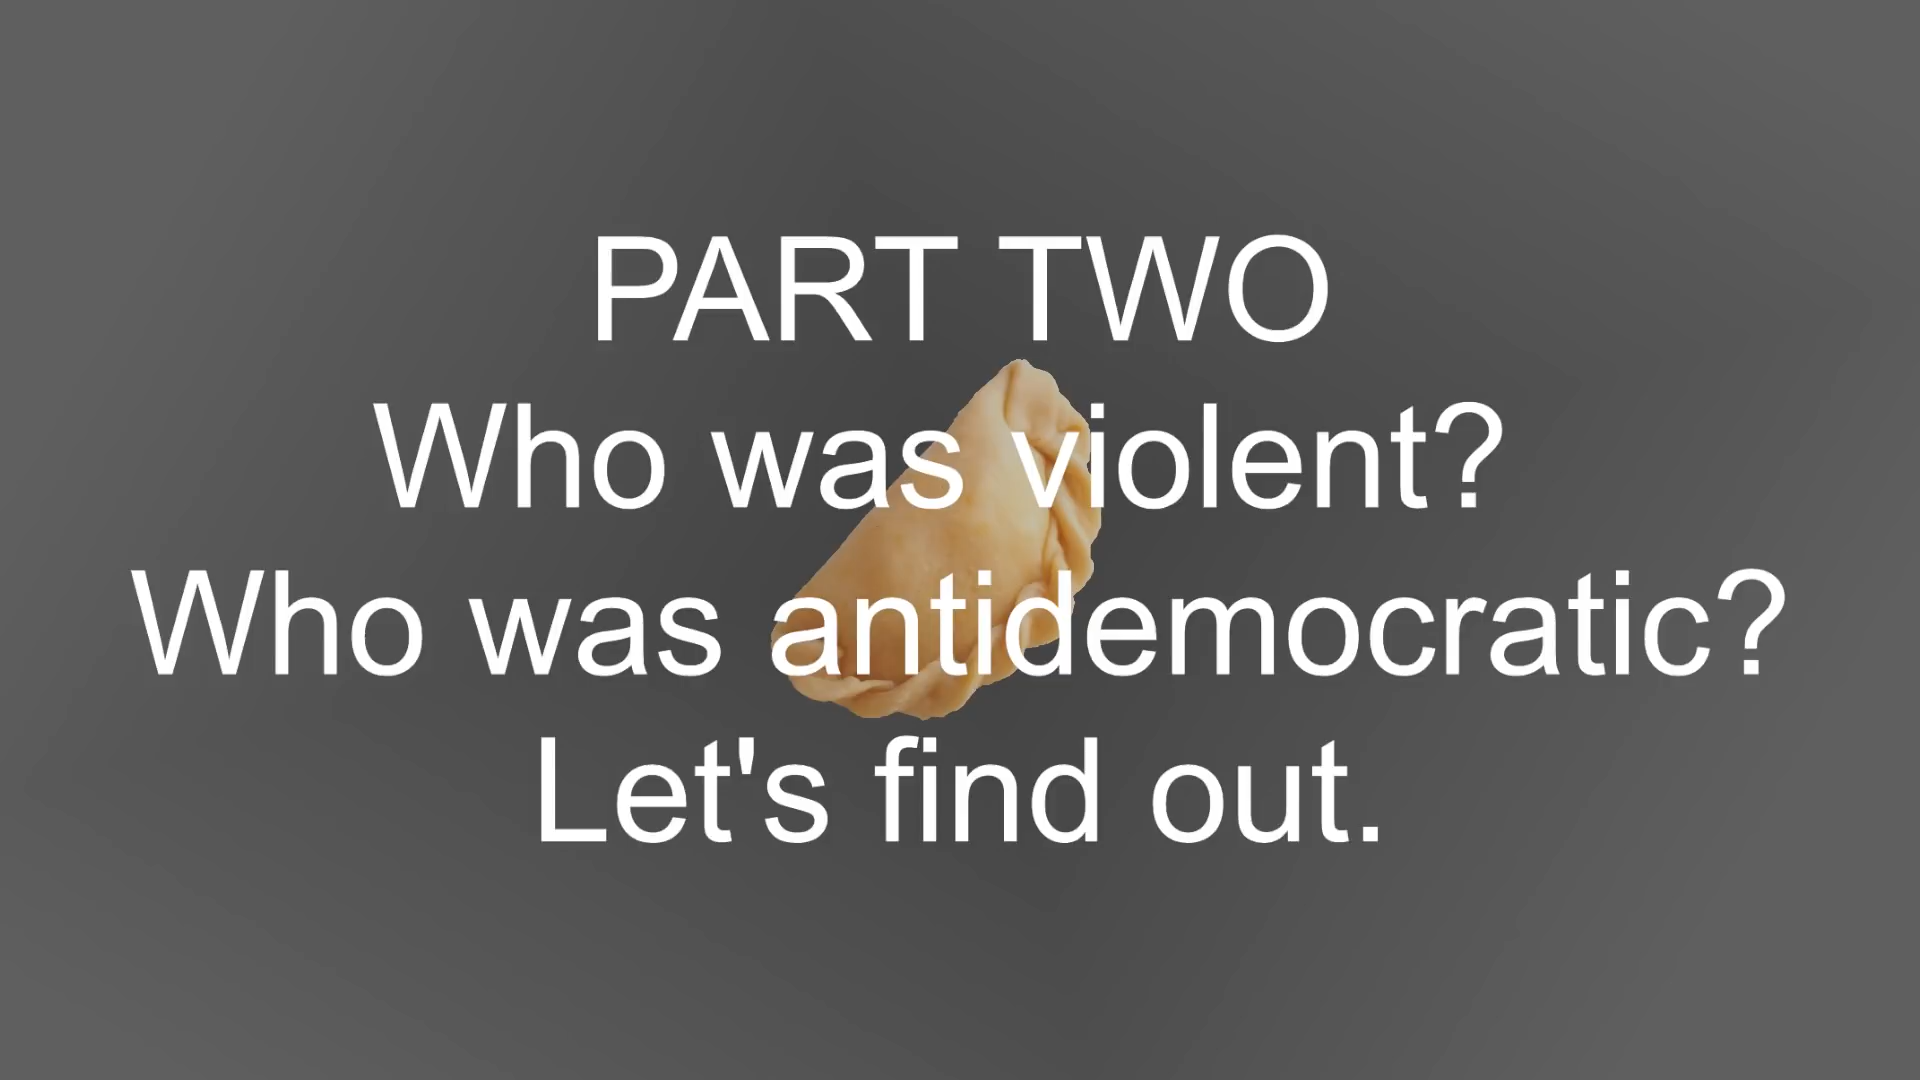 PART TWO
Who was violent?
Who was antidemocratic?
Let's find out.